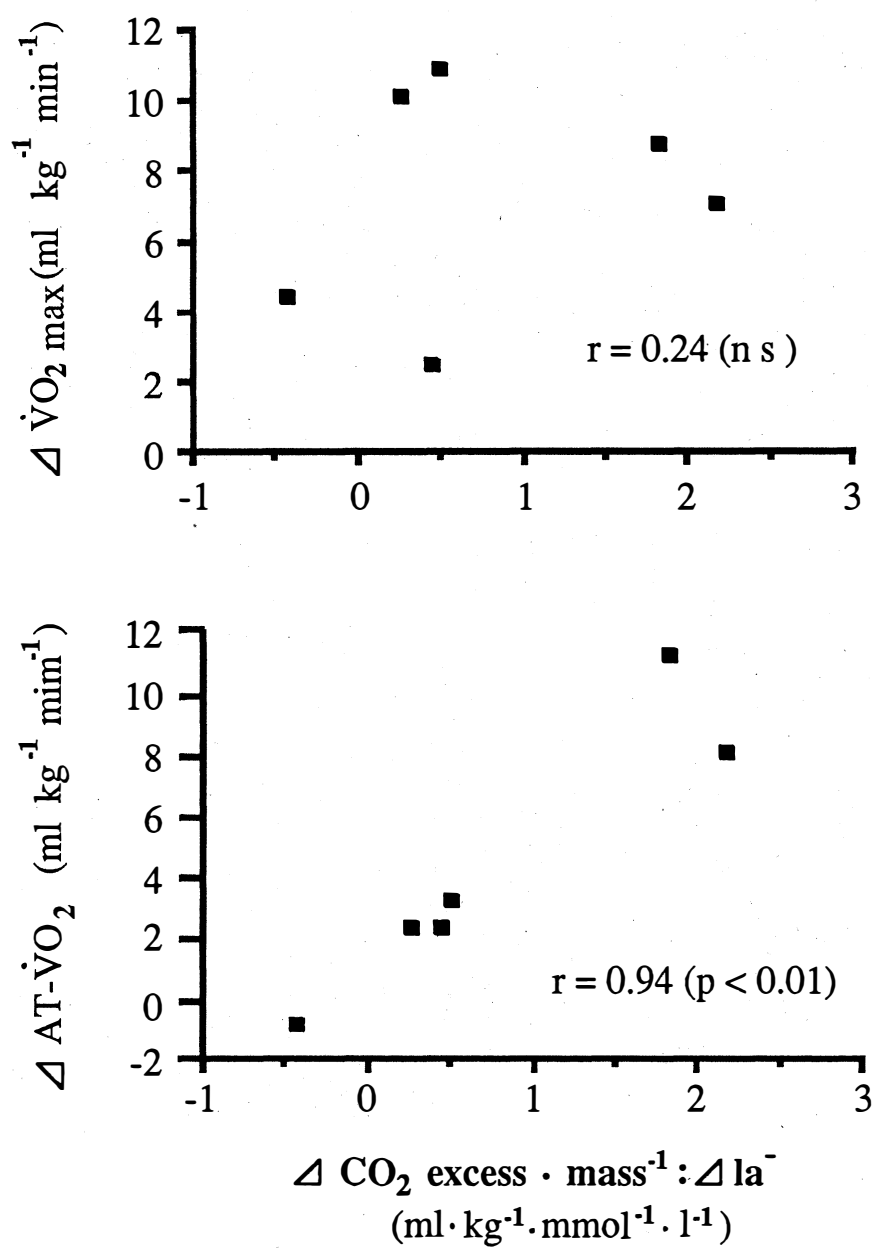 Δ V̇O₂ max (ml kg⁻¹ min⁻¹)
12
10
8
6
4
2
0
-1 0 1 2 3
r = 0.24 (n s )
Δ AT-V̇O₂ (ml kg⁻¹ mim⁻¹)
12
10
8
6
4
2
0
-2
-1 0 1 2 3
r = 0.94 (p < 0.01)
Δ CO₂ excess · mass⁻¹ : Δ la⁻
(ml·kg⁻¹·mmol⁻¹·l⁻¹)